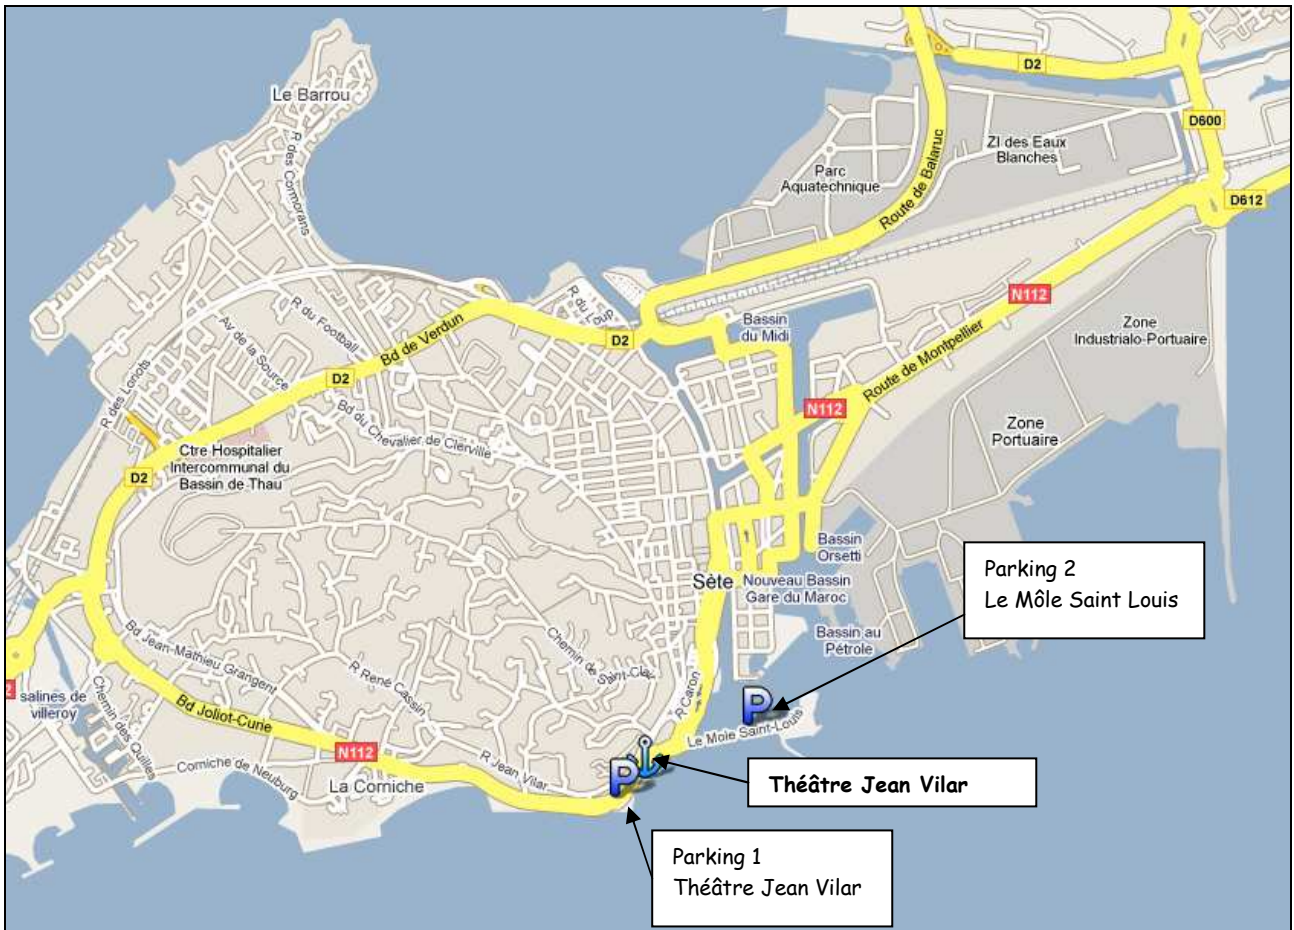 Le Barrou
R des Cormorans
D2
D600
ZI des Eaux
Blanches
Parc
Aquatechnique
Route de Balaruc
D612
N112
R du Football
Av de la Source
R du Loup
Bd de Verdun
D2
D2
Bassin
du Midi
Zone
Industrialo-Portuaire
Route de Montpellier
R des Loriots
Bd du Chevalier de Clerville
N112
Zone
Portuaire
Ctre Hospitalier
Intercommunal du
Bassin de Thau
D2
Bassin
Orsetti
Sète
Nouveau Bassin
Gare du Maroc
Parking 2
Le Môle Saint Louis
Bassin au
Pétrole
Bd Jean-Mathieu Grangent
Chemin de Saint-Clair
R René Cassin
R Caron
2
salines de
villeroy
Chemin des Quilles
Bd Joliot-Curie
P
Le Mole Saint-Louis
N112
Corniche de Neuburg
La Corniche
R Jean Vilar
P
Théâtre Jean Vilar
Parking 1
Théâtre Jean Vilar